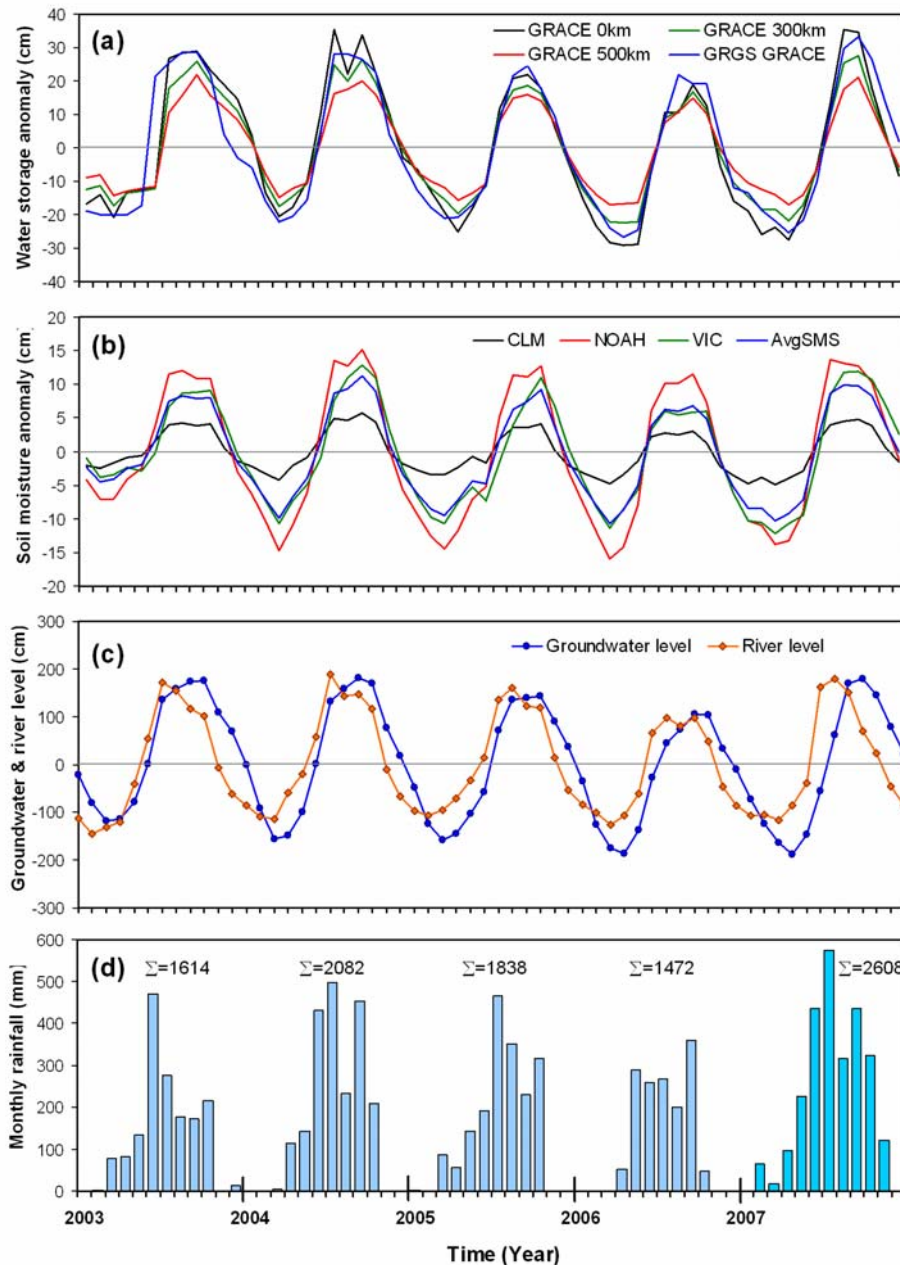 (a)
GRACE 0km GRACE 300km
GRACE 500km GRGS GRACE
Water storage anomaly (cm)
40
30
20
10
0
-10
-20
-30
-40
(b)
CLM NOAH VIC AvgSMS
Soil moisture anomaly (cm)
20
15
10
5
0
-5
-10
-15
-20
(c)
Groundwater level River level
Groundwater & river level (cm)
300
200
100
0
-100
-200
-300
(d)
Σ=1614 Σ=2082 Σ=1838 Σ=1472 Σ=2608
Monthly rainfall (mm)
600
500
400
300
200
100
0
2003 2004 2005 2006 2007
Time (Year)